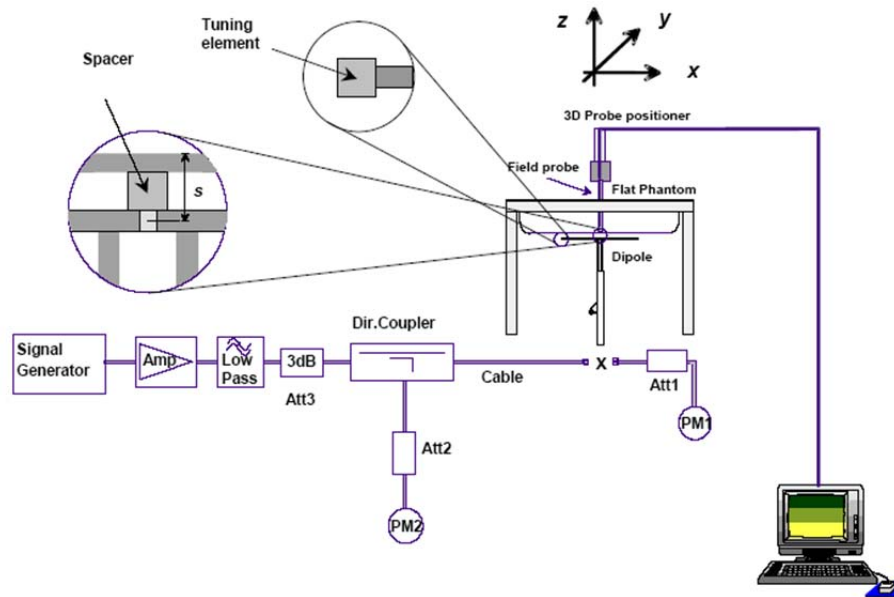 Tuning
element
Spacer
s
z
y
x
3D Probe positioner
Field probe
Flat Phantom
Dipole
Dir.Coupler
Signal
Generator
Amp
Low
Pass
3dB
Att3
Cable
X
Att1
PM1
Att2
PM2